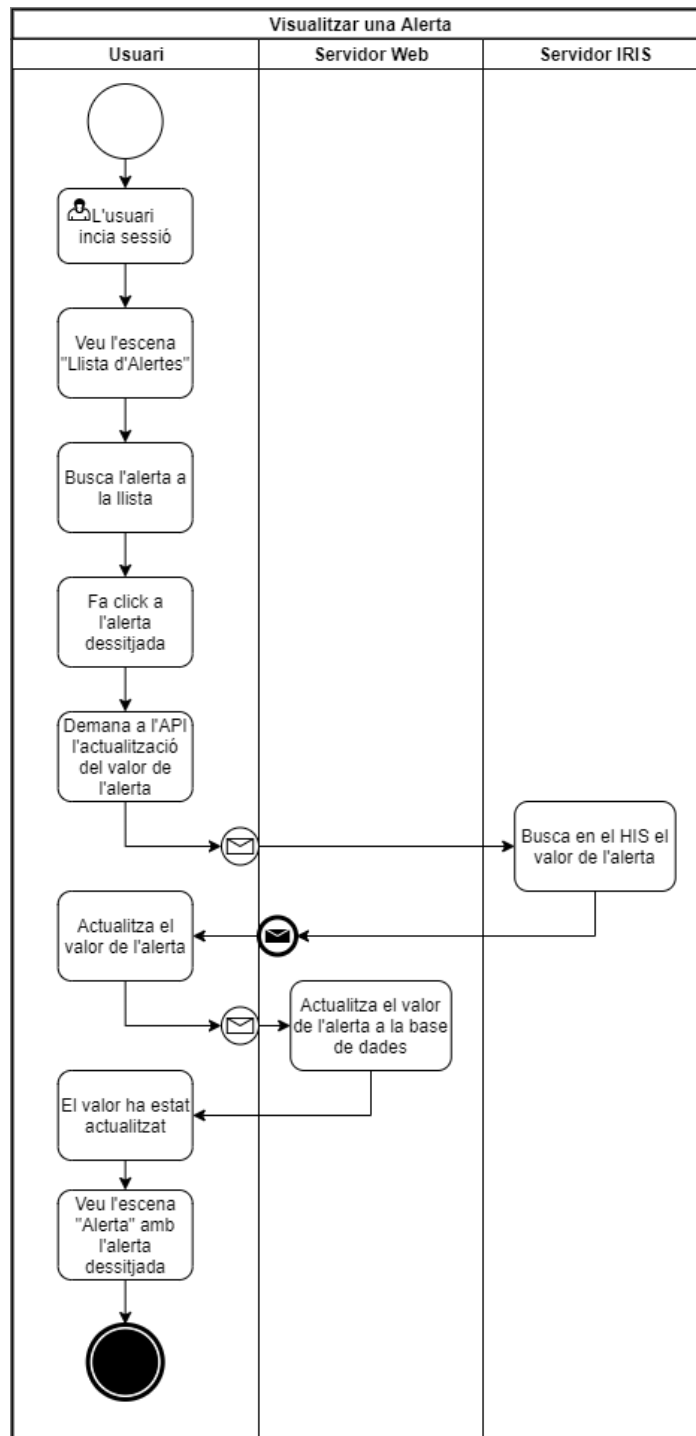 Visualitzar una Alerta
Usuari
Servidor Web
Servidor IRIS
L'usuari
incia sessió
Veu l'escena
"Llista d'Alertes"
Busca l'alerta a
la llista
Fa click a
l'alerta
dessitjada
Demana a l'API
l'actualització
del valor de
l'alerta
Busca en el HIS el
valor de l'alerta
Actualitza el
valor de l'alerta
Actualitza el valor
de l'alerta a la base
de dades
El valor ha estat
actualitzat
Veu l'escena
"Alerta" amb
l'alerta
dessitjada